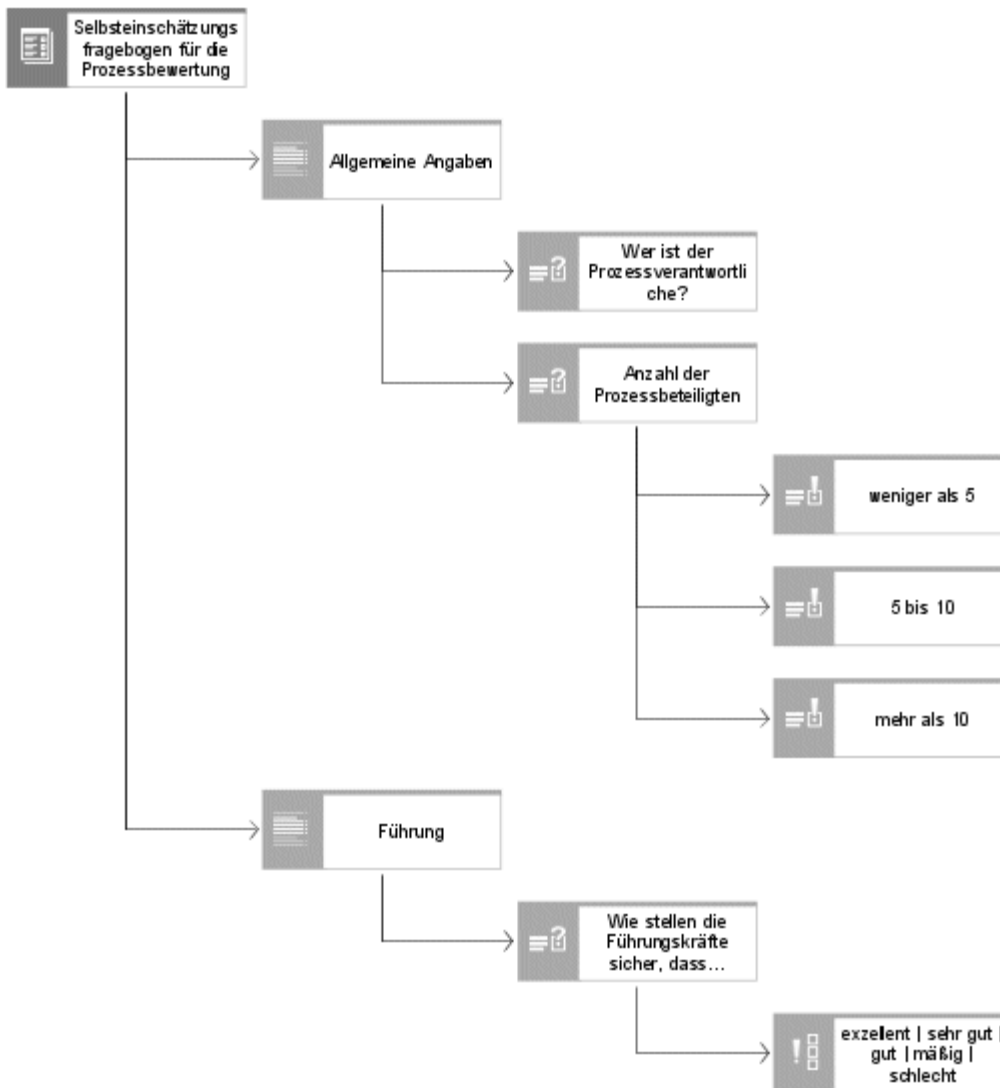 Selbsteinschätzungs
fragebogen für die
Prozessbewertung
Allgemeine Angaben
Wer ist der
Prozessverantwortli
che?
Anzahl der
Prozessbeteiligten
weniger als 5
5 bis 10
mehr als 10
Führung
Wie stellen die
Führungskräfte
sicher, dass...
exzellent | sehr gut |
gut | mäßig |
schlecht